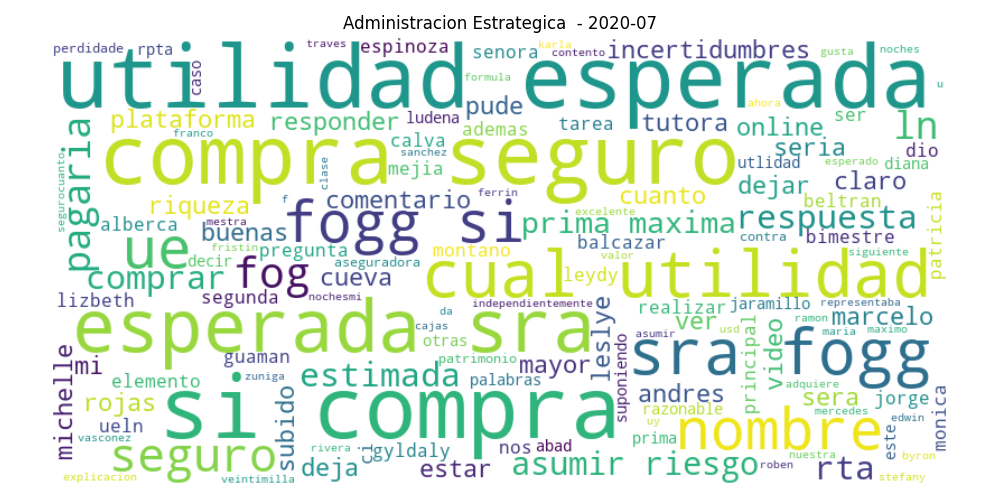 Administracion Estrategica - 2020-07
perdidade rpta caso traves espinoza senora karla contento incertidumbres gusta noches
utilidad esperada
formula u
plataforma responder ludena pude ademas tarea ahora tutora online ser ln
franco calva sanchez seria dio
pagaria compra seguro
segurocuanto clase mejia utlidad esperado diana
riqueza f comentario ferrin cuanto dejar claro
alberca mestra buenas fogg si excelente prima maxima beltran respuesta patricia
ue fristin pregunta balcazar contra bimestre
decir aseguradora montano valor siguiente
comprar fog cueva cual utilidad leydy
lizbeth segunda nochesmi independientemente realizar jaramillo representaba
esperada sra da cajas otras leslye ver ramon marcelo
asumir usd maria maximo
michelle mi guaman patrimonio mayor suponiendo sra fogg
elemento zuniga estimada palabras andres principal video adquiere sera jorge
rojas si compra razonable mercedes edwin monica
ueln subido uy nombre este
vasconez rivera ci gyldaly nos abad prima nuestra byron
seguro deja estar asumir riesgo roben rta
explicacion veintimilla stefany